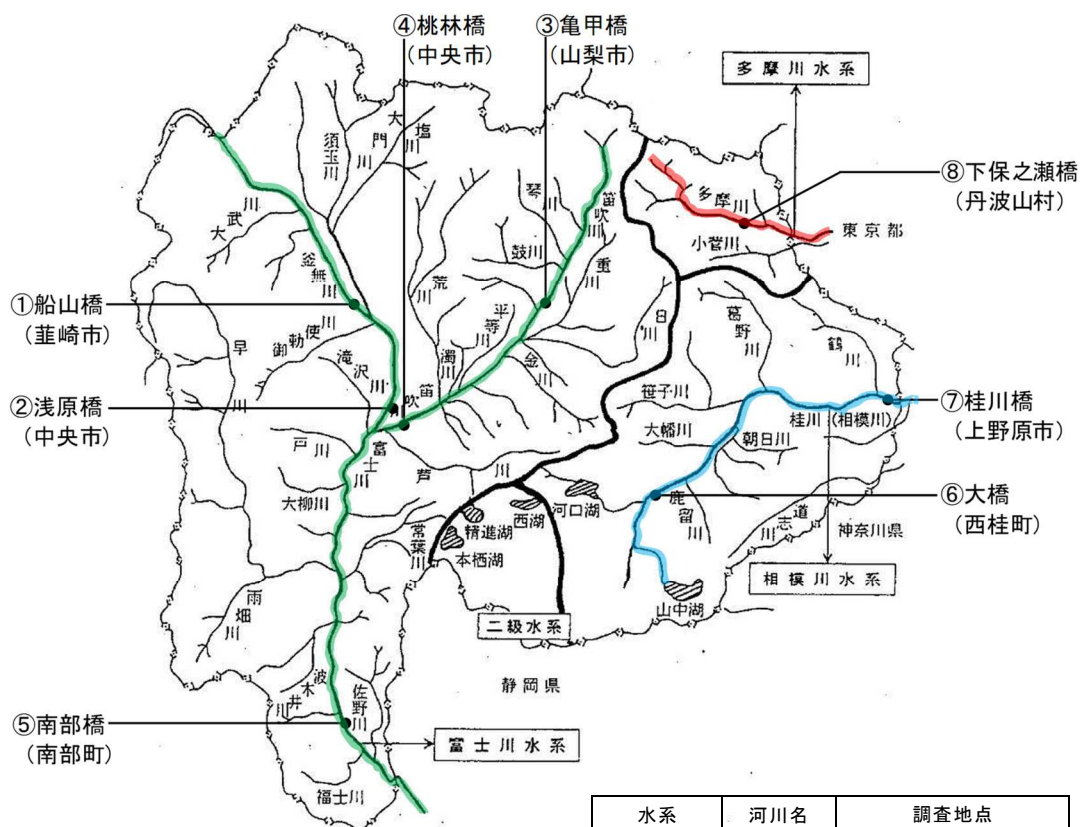 ④桃林橋
(中央市)
③亀甲橋
(山梨市)
多摩川水系
⑧下保之瀬橋
(丹波山村)
東京都
多摩川
小菅川
須玉川
大門川
塩川
琴川
鼓川
笛吹川
重川
大武川
釜無川
荒川
平等川
濁川
金川
日川
葛野川
鶴川
①船山橋
(韮崎市)
御勅使川
滝沢川
早川
②浅原橋
(中央市)
笛吹川
笹子川
大幡川
桂川(相模川)
朝日川
⑦桂川橋
(上野原市)
戸川
富士川
芦川
大柳川
⑥大橋
(西桂町)
鹿留川
道志川
神奈川県
河口湖
西湖
精進湖
本栖湖
常葉川
相模川水系
山中湖
二級水系
雨畑川
静岡県
波木井川
佐野川
⑤南部橋
(南部町)
富士川水系
福士川
水系 河川名 調査地点